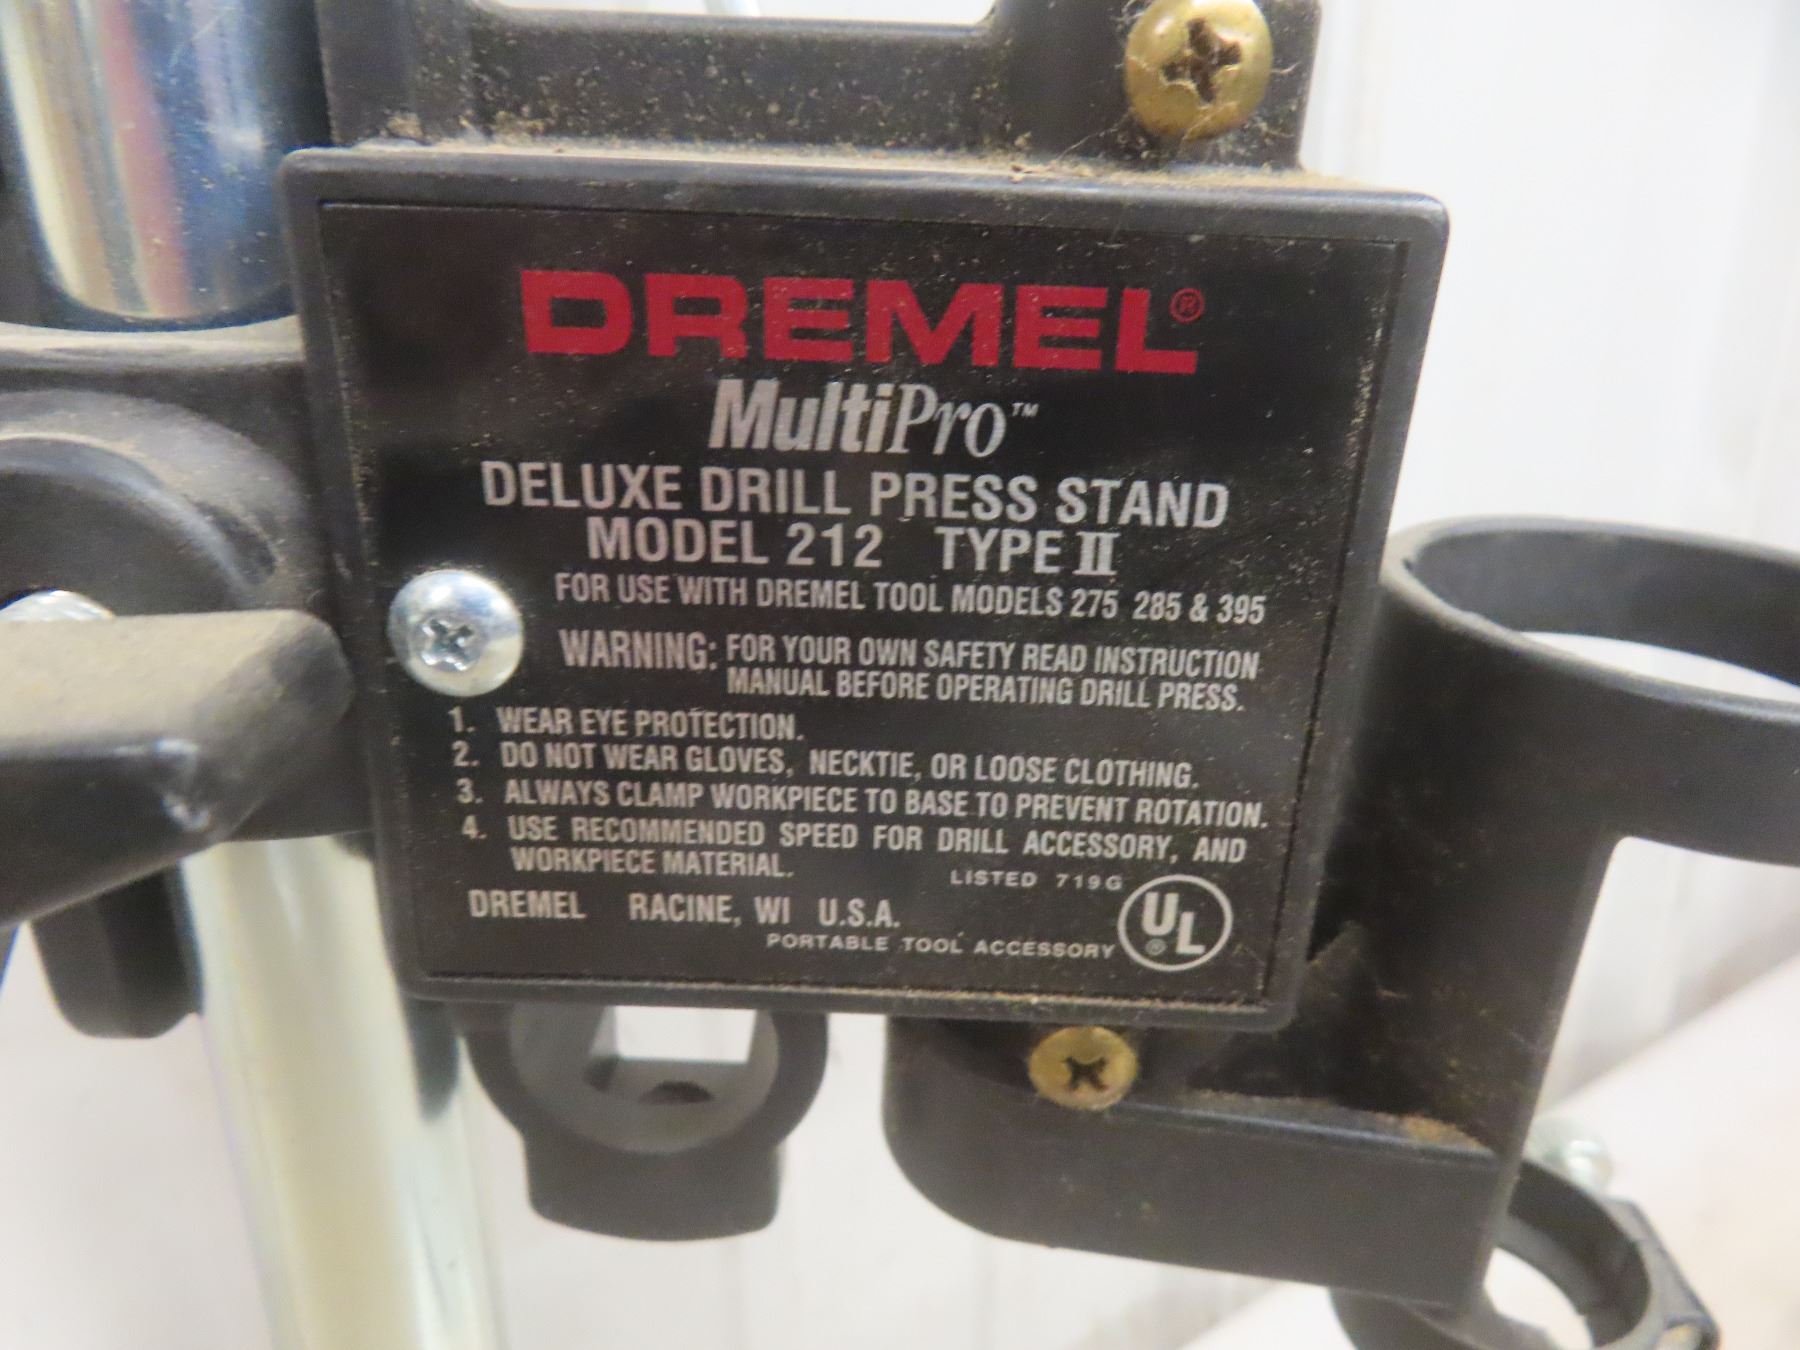 DREMEL®
MultiPro™
DELUXE DRILL PRESS STAND
MODEL 212 TYPE II
FOR USE WITH DREMEL TOOL MODELS 275 285 & 395
WARNING: FOR YOUR OWN SAFETY READ INSTRUCTION
MANUAL BEFORE OPERATING DRILL PRESS.
1. WEAR EYE PROTECTION.
2. DO NOT WEAR GLOVES, NECKTIE, OR LOOSE CLOTHING.
3. ALWAYS CLAMP WORKPIECE TO BASE TO PREVENT ROTATION.
4. USE RECOMMENDED SPEED FOR DRILL ACCESSORY, AND
WORKPIECE MATERIAL.
LISTED 719G
DREMEL RACINE, WI U.S.A.
UL®
PORTABLE TOOL ACCESSORY